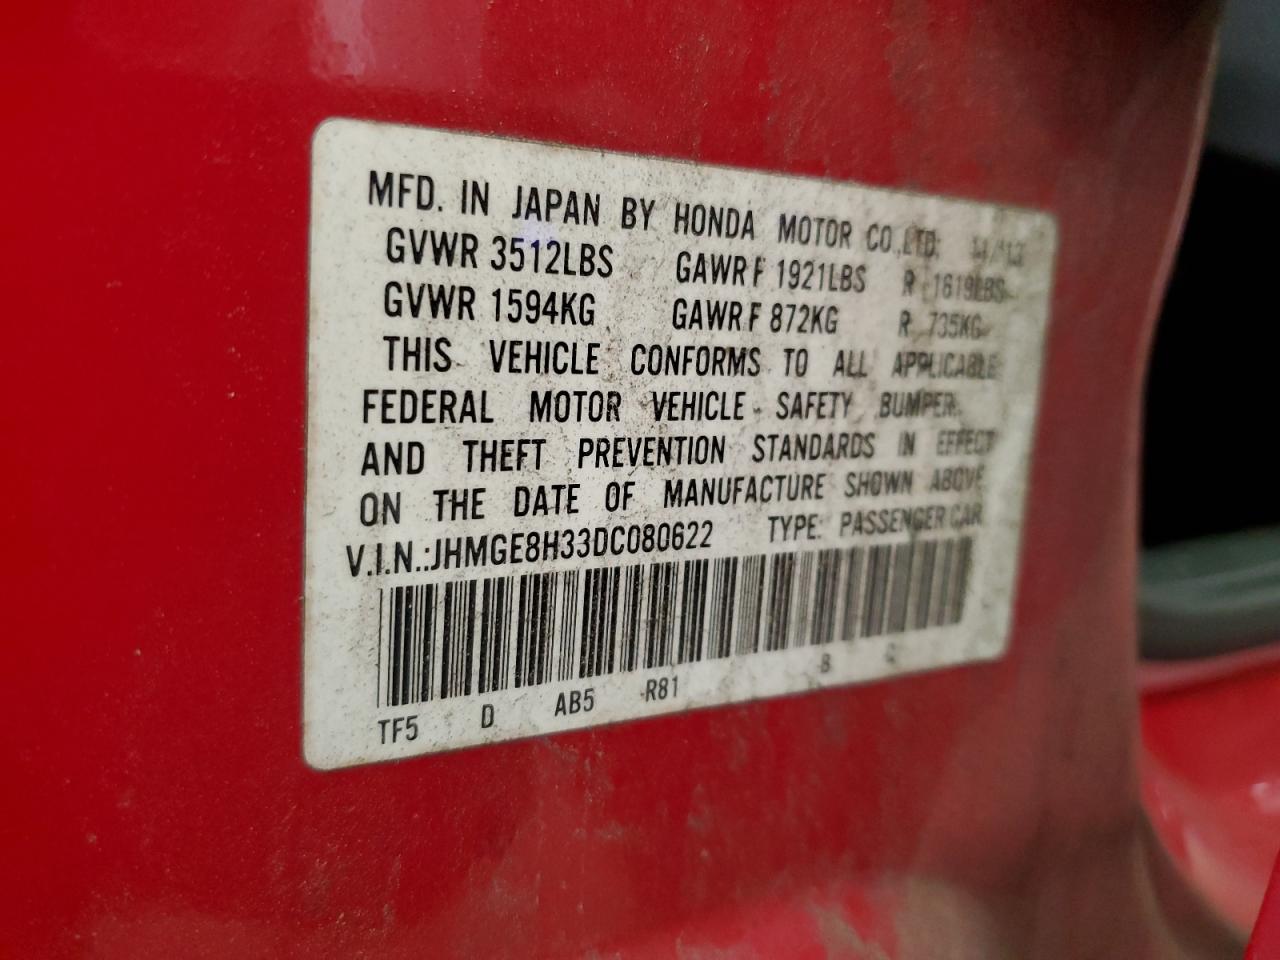 MFD. IN JAPAN BY HONDA MOTOR CO.,LTD.
GVWR 3512LBS GAWR F 1921LBS R 1619LBS
GVWR 1594KG GAWR F 872KG R 735KG
THIS VEHICLE CONFORMS TO ALL APPLICABLE
FEDERAL MOTOR VEHICLE SAFETY BUMPER
AND THEFT PREVENTION STANDARDS IN EFFECT
ON THE DATE OF MANUFACTURE SHOWN ABOVE
V.I.N.:JHMGE8H33DC080622 TYPE: PASSENGER CAR
TF5 D AB5 R81 B